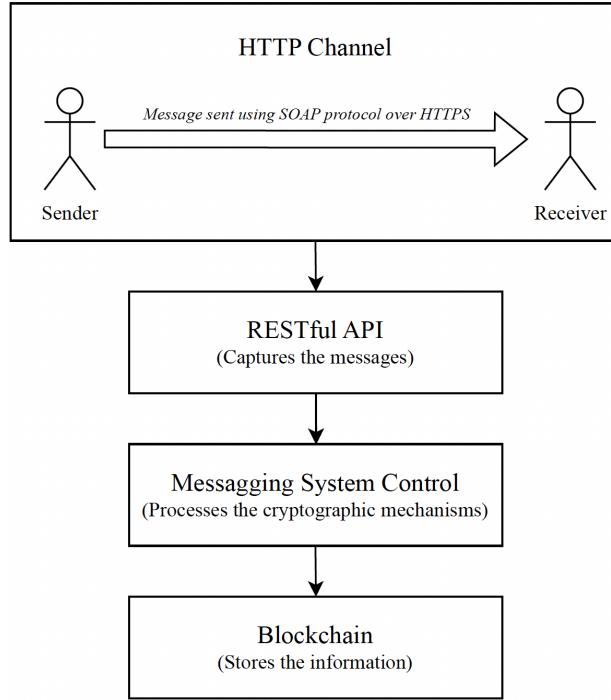 HTTP Channel
Message sent using SOAP protocol over HTTPS
Sender
Receiver
RESTful API
(Captures the messages)
Messagging System Control
(Processes the cryptographic mechanisms)
Blockchain
(Stores the information)